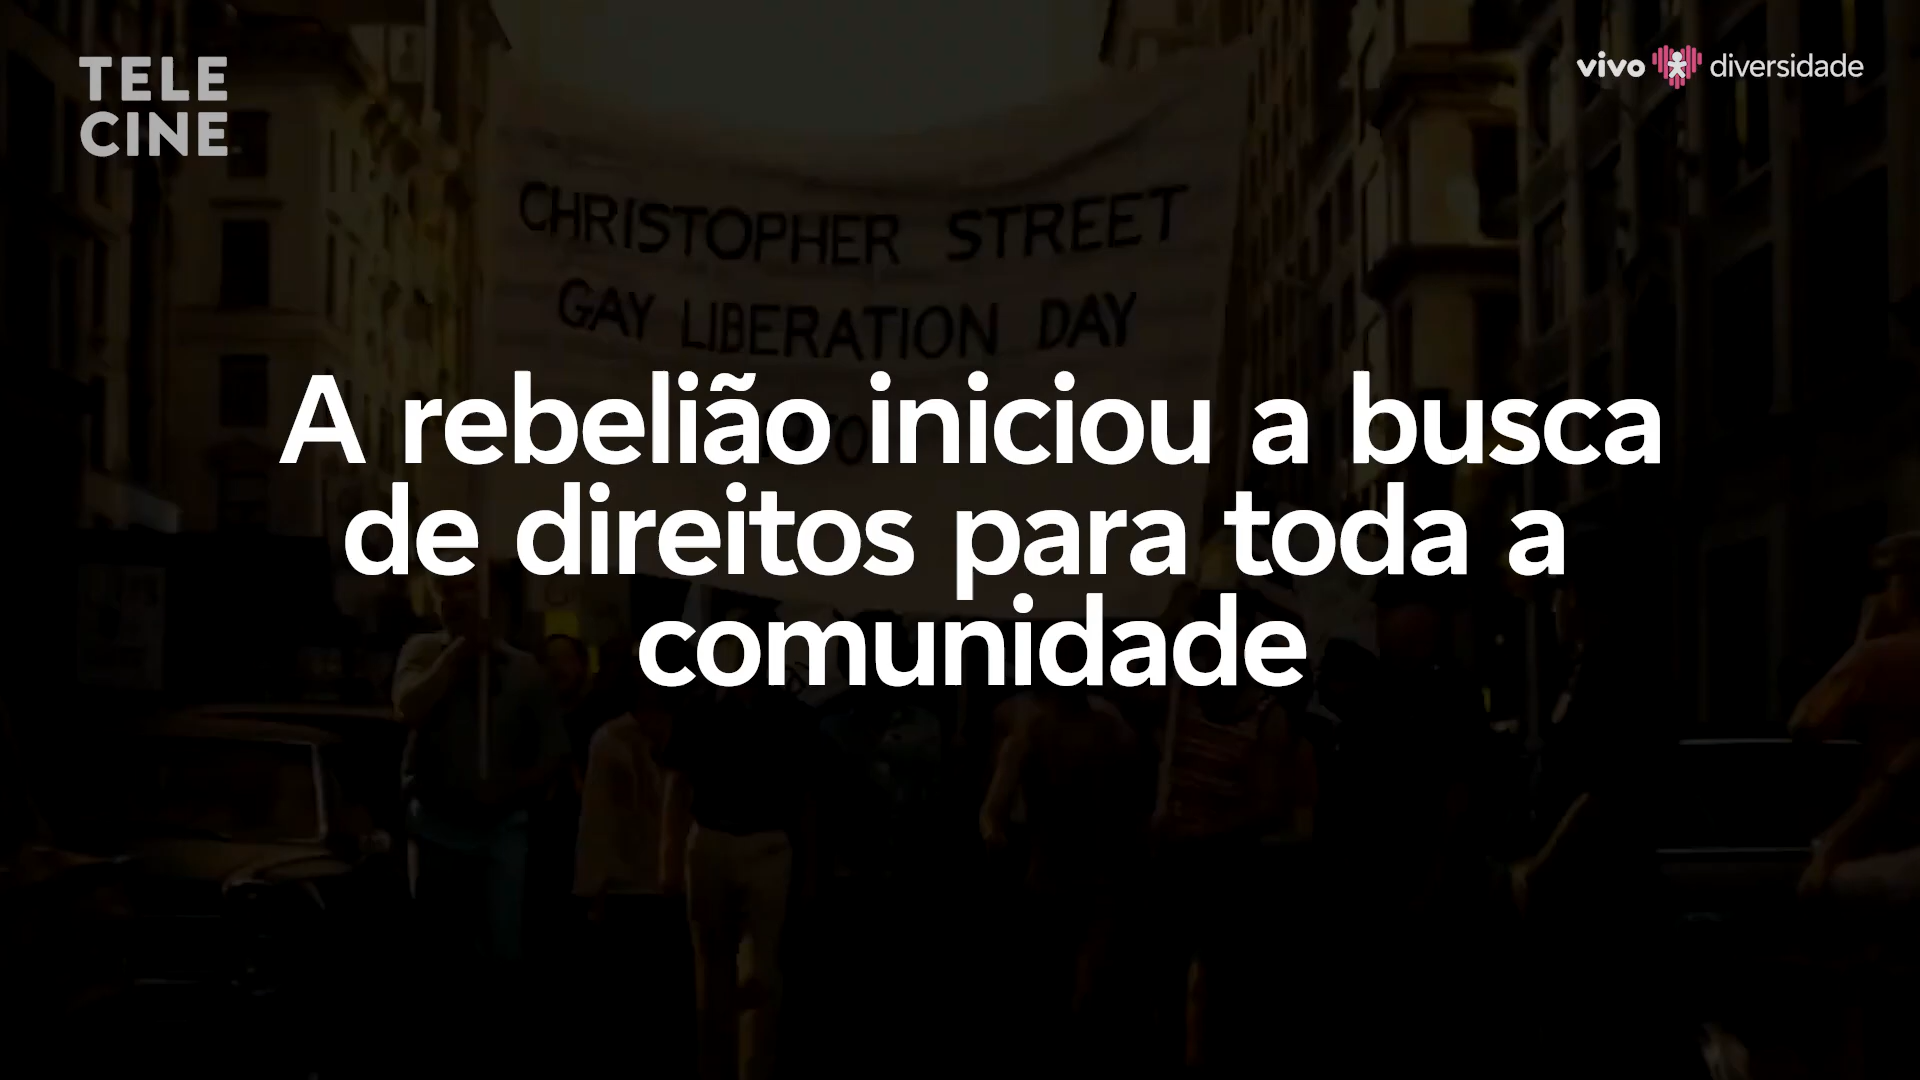 TELE
CINE
vivo diversidade
CHRISTOPHER STREET
GAY LIBERATION DAY
A rebelião iniciou a busca
de direitos para toda a
comunidade